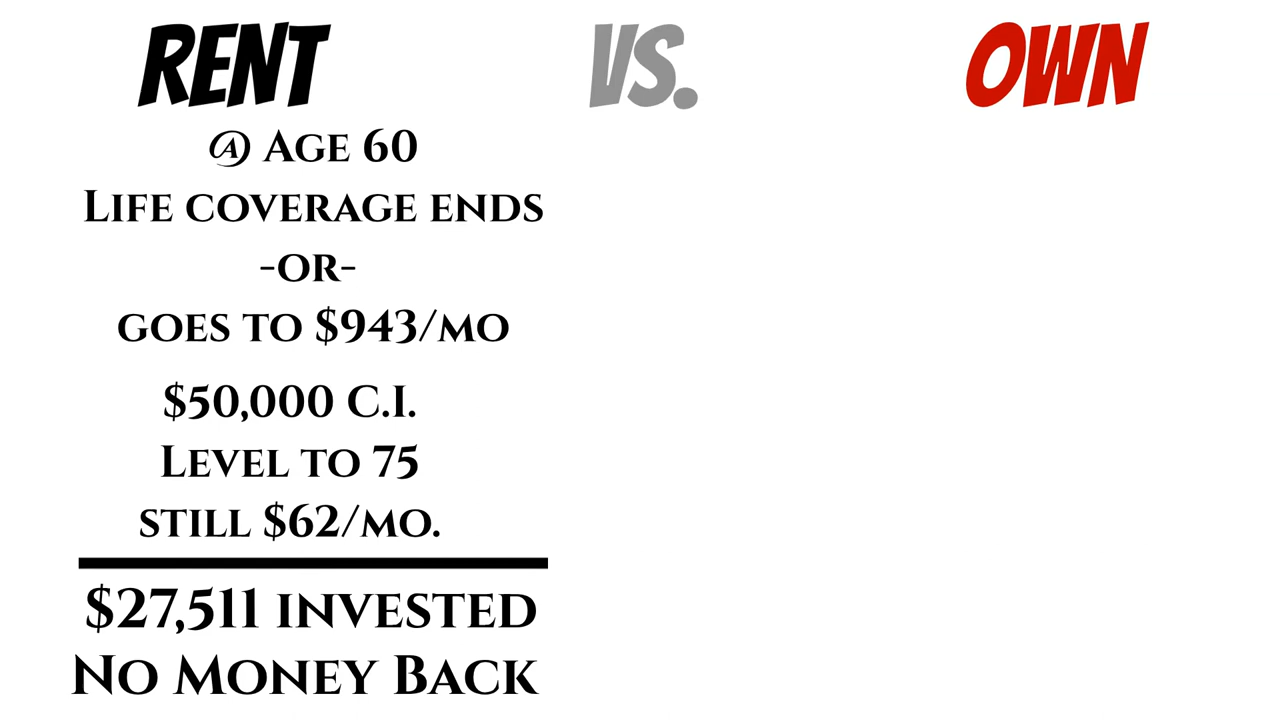 RENT VS. OWN
@ Age 60
Life coverage ends
-or-
goes to $943/mo
$50,000 C.I.
Level to 75
still $62/mo.
$27,511 invested
No Money Back